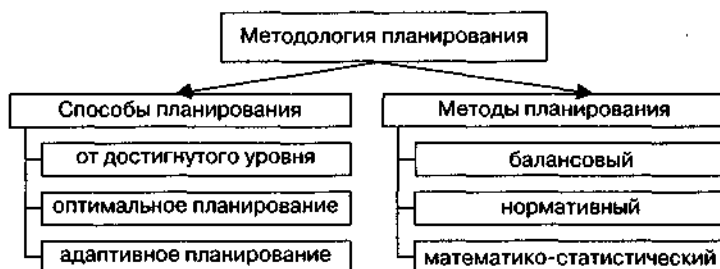 Методология планирования
Способы планирования
от достигнутого уровня
оптимальное планирование
адаптивное планирование
Методы планирования
балансовый
нормативный
математико-статистический